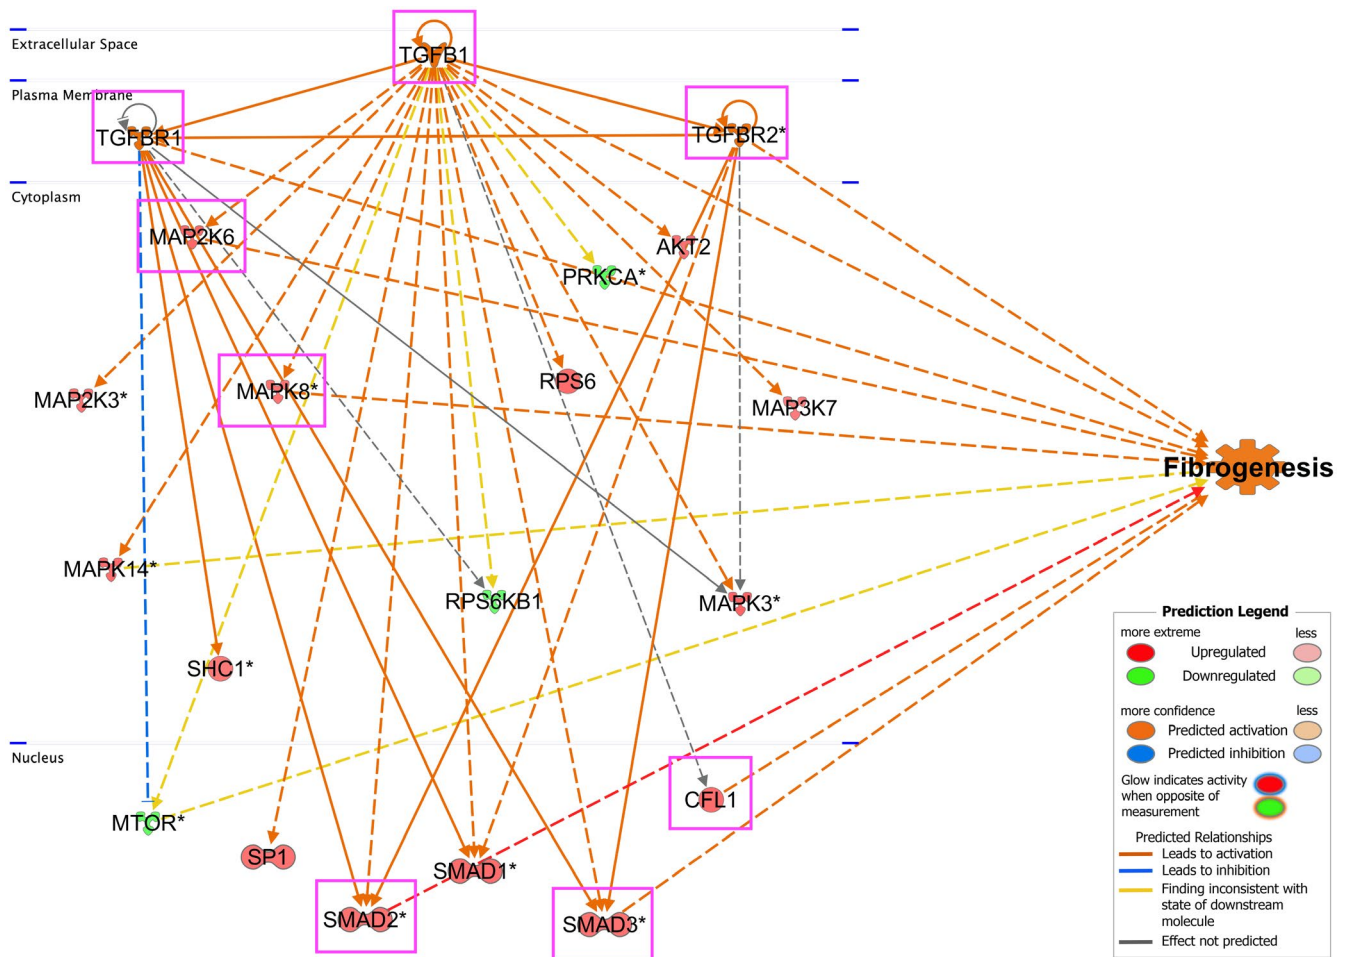 Extracellular Space
TGFB1
Plasma Membrane
TGFBR1
TGFBR2*
Cytoplasm
MAP2K6
AKT2
PRKCA*
MAP2K3*
MAPK8*
RPS6
MAP3K7
Fibrogenesis
MAPK14*
RPS6KB1
MAPK3*
SHC1*
Nucleus
MTOR*
SP1
SMAD1*
CFL1
SMAD2*
SMAD3*
Prediction Legend
more extreme less
Upregulated
Downregulated
more confidence less
Predicted activation
Predicted inhibition
Glow indicates activity
when opposite of
measurement
Predicted Relationships
Leads to activation
Leads to inhibition
Finding inconsistent with
state of downstream
molecule
Effect not predicted